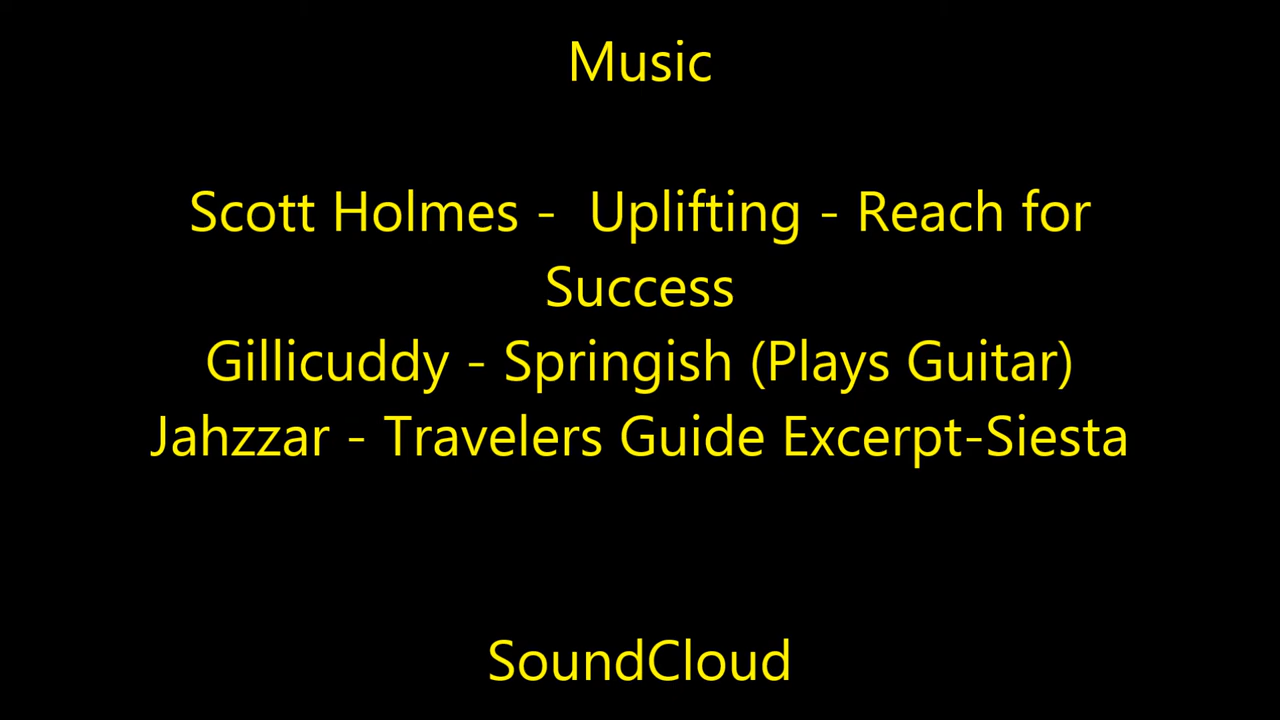 Music
Scott Holmes -  Uplifting - Reach for
Success
Gillicuddy - Springish (Plays Guitar)
Jahzzar - Travelers Guide Excerpt-Siesta
SoundCloud